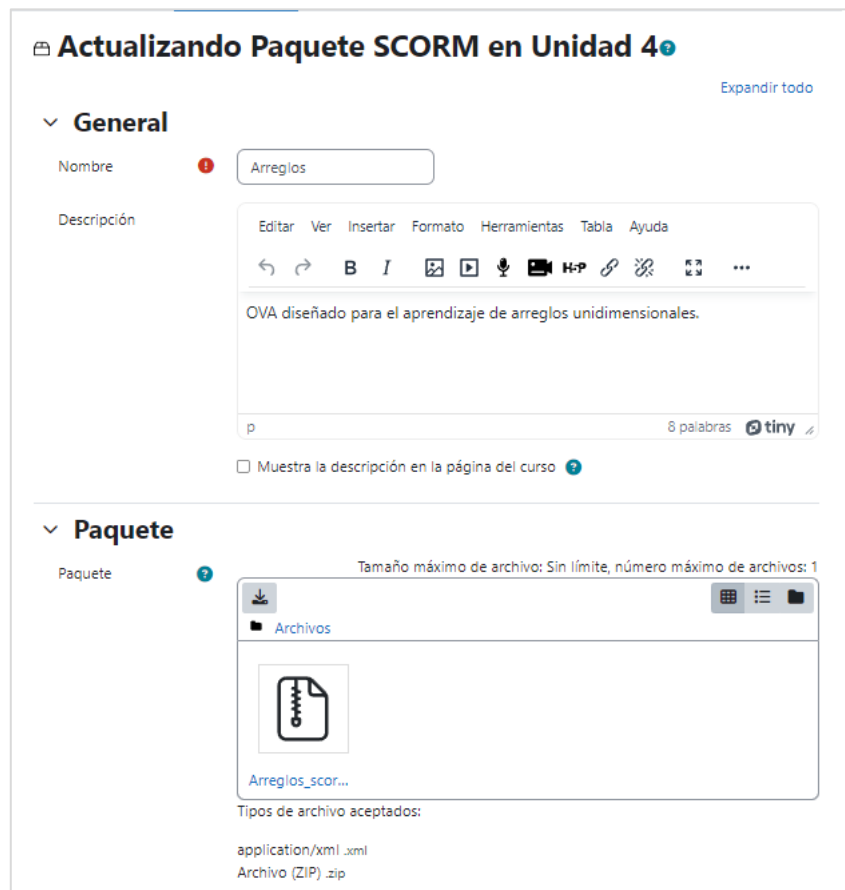 Actualizando Paquete SCORM en Unidad 4
Expandir todo
General
Nombre
Arreglos
Descripción
Editar Ver Insertar Formato Herramientas Tabla Ayuda
B I H-P ...
OVA diseñado para el aprendizaje de arreglos unidimensionales.
p 8 palabras tiny
Muestra la descripción en la página del curso
Paquete
Paquete Tamaño máximo de archivo: Sin límite, número máximo de archivos: 1
Archivos
Arreglos_scor...
Tipos de archivo aceptados:
application/xml .xml
Archivo (ZIP) .zip